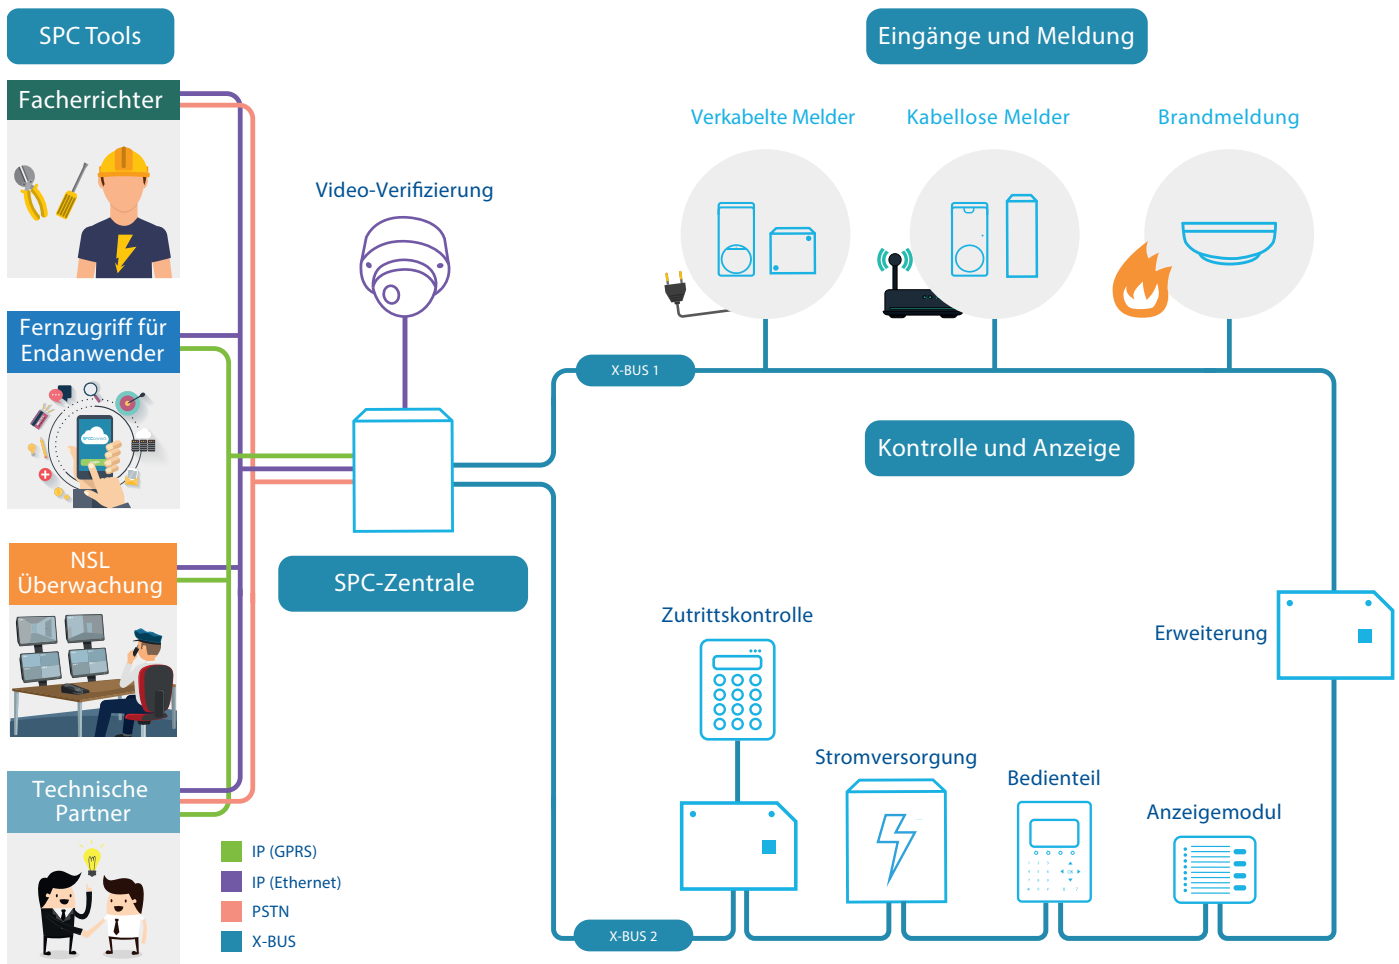 SPC Tools
Eingänge und Meldung
Facherrichter
Verkabelte Melder
Kabellose Melder
Brandmeldung
Video-Verifizierung
Fernzugriff für
Endanwender
X-BUS 1
Kontrolle und Anzeige
NSL
Überwachung
SPC-Zentrale
Zutrittskontrolle
Erweiterung
Stromversorgung
Bedienteil
Anzeigemodul
Technische
Partner
IP (GPRS)
IP (Ethernet)
PSTN
X-BUS
X-BUS 2
OK